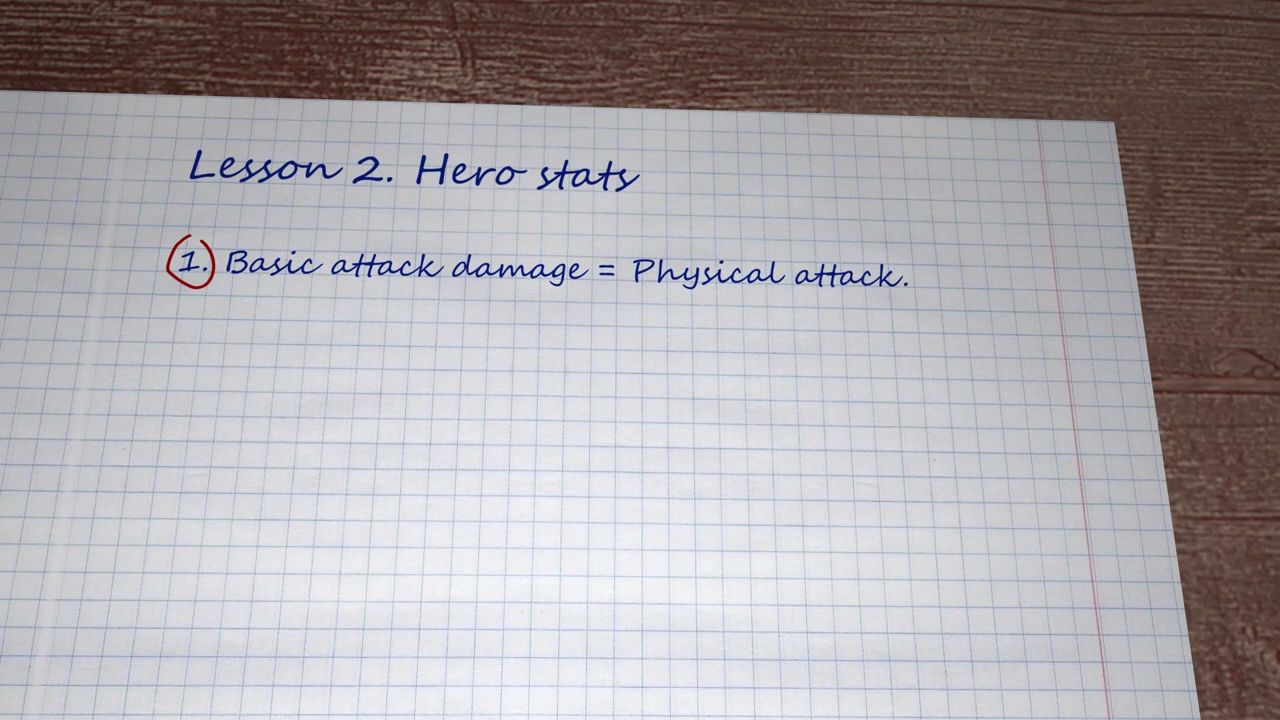 Lesson 2. Hero stats
1. Basic attack damage = Physical attack.